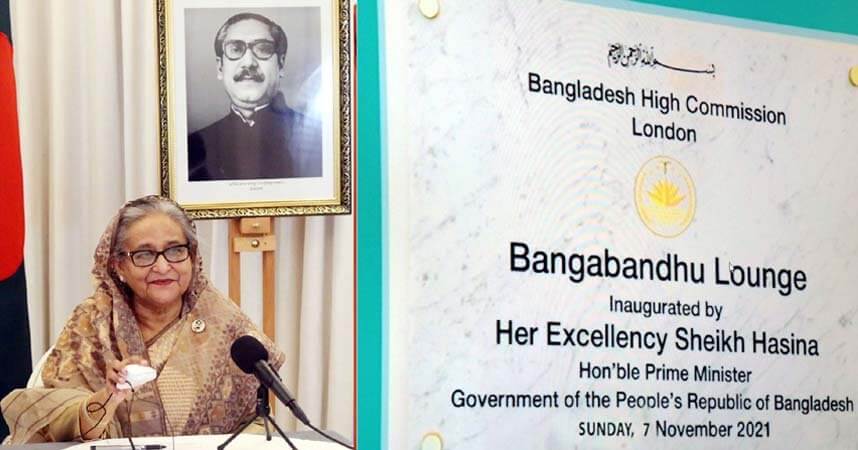 بسم الله الرحمن الرحيم
Bangladesh High Commission
London
Bangabandhu Lounge
Inaugurated by
Her Excellency Sheikh Hasina
Hon'ble Prime Minister
Government of the People's Republic of Bangladesh
SUNDAY, 7 November 2021